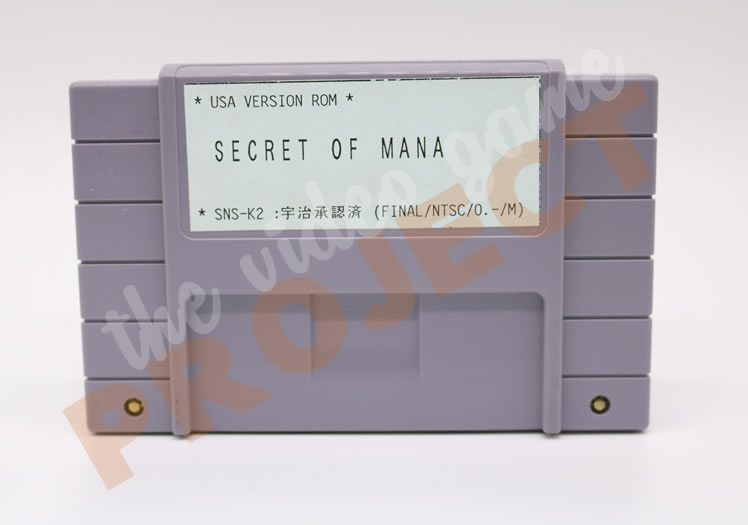 * USA VERSION ROM *
SECRET OF MANA
* SNS-K2 :宇治承認済 (FINAL/NTSC/0.-/M)
the video game
PROJECT